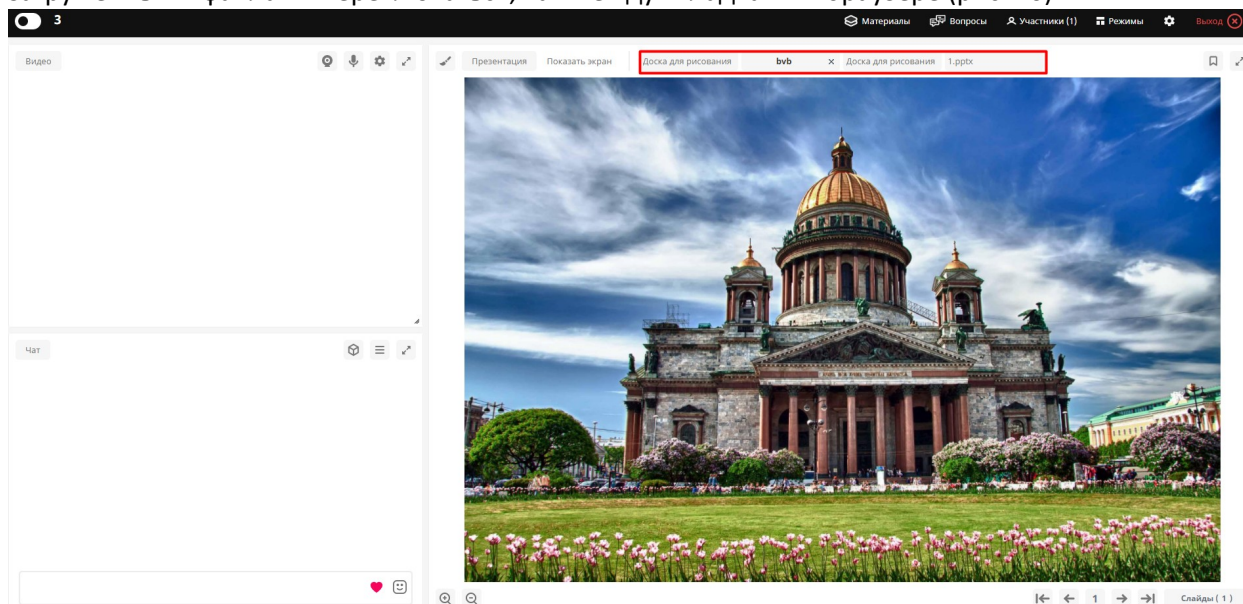 3 Материалы Вопросы Участники (1) Режимы Выход
Видео
Презентация Показать экран Доска для рисования bvb × Доска для рисования 1.pptx
Чат
1 Слайды ( 1 )